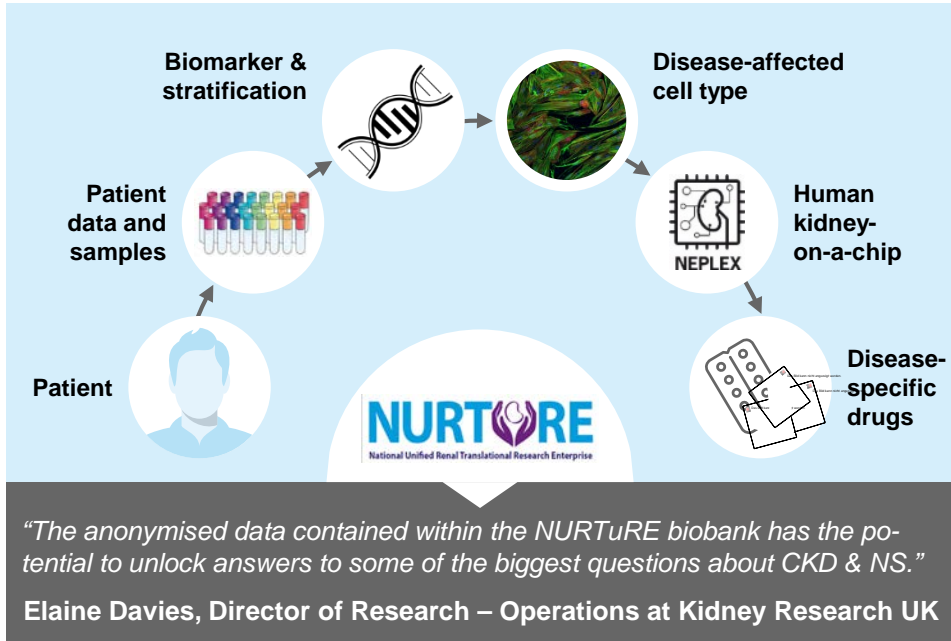 Biomarker &
stratification
Disease-affected
cell type
Patient
data and
samples
NEPLEX
Human
kidney-
on-a-chip
Patient
Disease-
specific
drugs
NURTuRE
National Unified Renal Translational Research Enterprise
“The anonymised data contained within the NURTuRE biobank has the po-
tential to unlock answers to some of the biggest questions about CKD & NS.”
Elaine Davies, Director of Research – Operations at Kidney Research UK